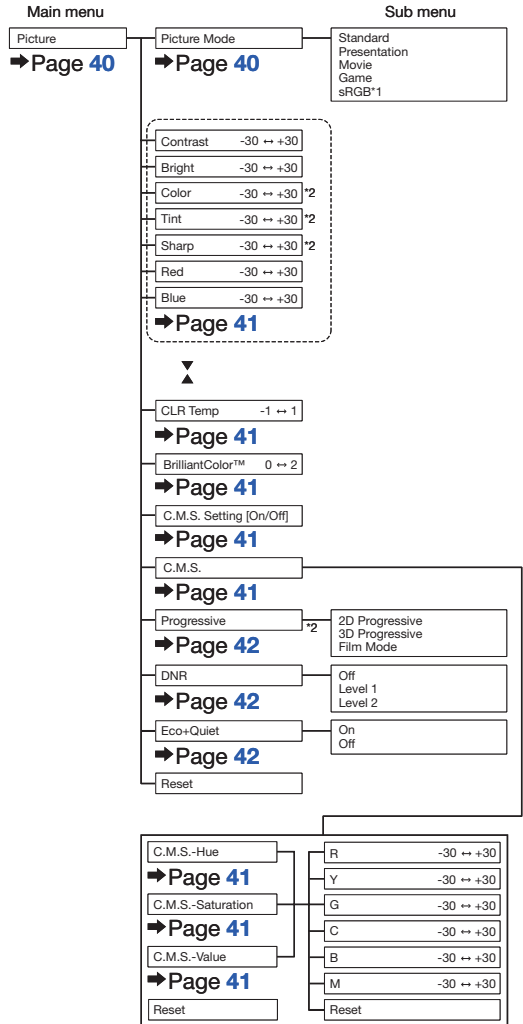 Main menu
Sub menu
Picture
➡Page 40
Picture Mode
➡Page 40
Standard
Presentation
Movie
Game
sRGB*1
Contrast -30 ↔ +30
Bright -30 ↔ +30
Color -30 ↔ +30 *2
Tint -30 ↔ +30 *2
Sharp -30 ↔ +30 *2
Red -30 ↔ +30
Blue -30 ↔ +30
➡Page 41
CLR Temp -1 ↔ 1
➡Page 41
BrilliantColor™ 0 ↔ 2
➡Page 41
C.M.S. Setting [On/Off]
➡Page 41
C.M.S.
➡Page 41
Progressive *2
➡Page 42
2D Progressive
3D Progressive
Film Mode
DNR
➡Page 42
Off
Level 1
Level 2
Eco+Quiet
➡Page 42
On
Off
Reset
C.M.S.-Hue
➡Page 41
C.M.S.-Saturation
➡Page 41
C.M.S.-Value
➡Page 41
Reset
R -30 ↔ +30
Y -30 ↔ +30
G -30 ↔ +30
C -30 ↔ +30
B -30 ↔ +30
M -30 ↔ +30
Reset